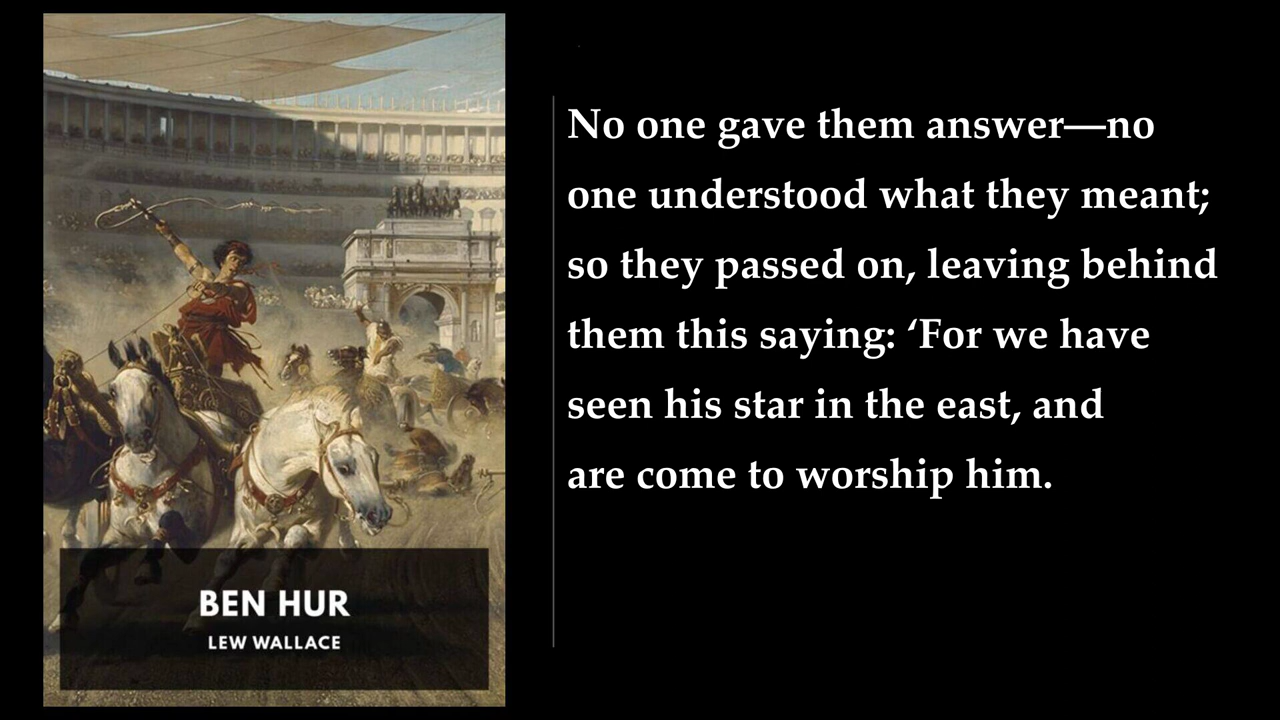 BEN HUR
LEW WALLACE
No one gave them answer—no
one understood what they meant;
so they passed on, leaving behind
them this saying: ‘For we have
seen his star in the east, and
are come to worship him.